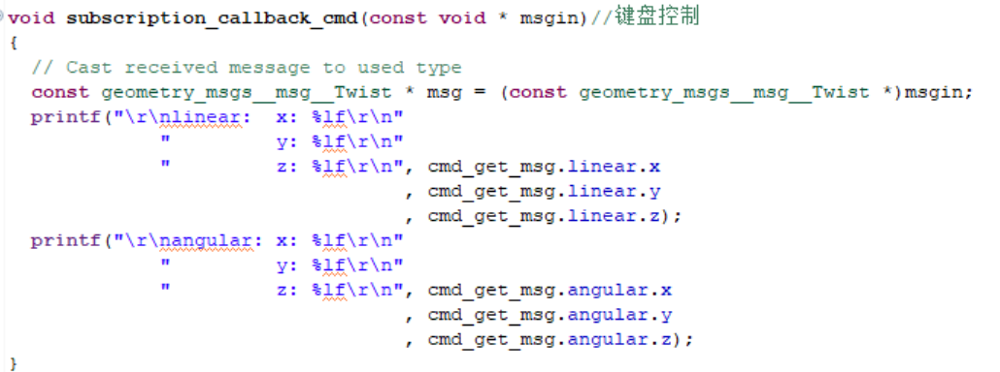 void subscription_callback_cmd(const void * msgin)//键盘控制
{
  // Cast received message to used type
  const geometry_msgs__msg__Twist * msg = (const geometry_msgs__msg__Twist *)msgin;
  printf("\r\nlinear:  x: %lf\r\n"
             "         y: %lf\r\n"
             "         z: %lf\r\n", cmd_get_msg.linear.x
                                  , cmd_get_msg.linear.y
                                  , cmd_get_msg.linear.z);
  printf("\r\nangular: x: %lf\r\n"
             "         y: %lf\r\n"
             "         z: %lf\r\n", cmd_get_msg.angular.x
                                  , cmd_get_msg.angular.y
                                  , cmd_get_msg.angular.z);
}